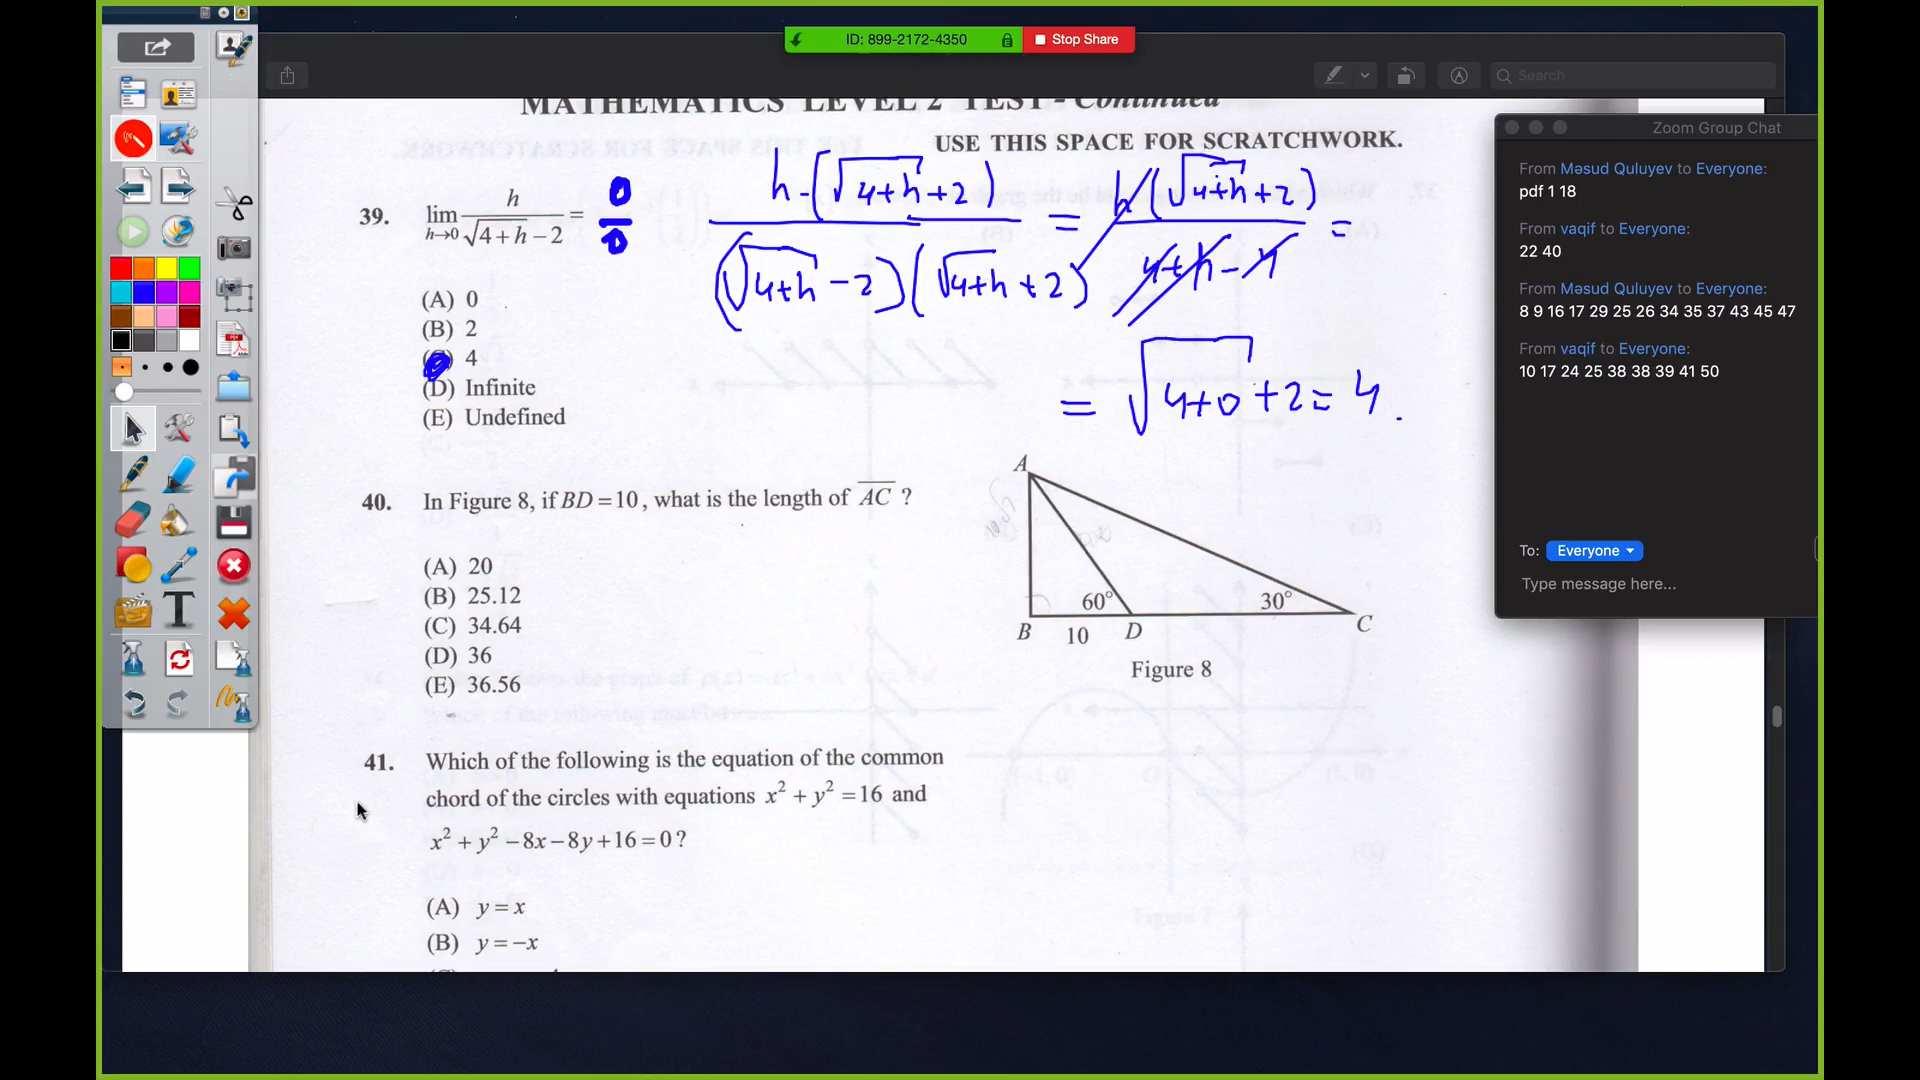 ID: 899-2172-4350
Stop Share
Search
MATHEMATICS LEVEL 2 TEST - Continued
USE THIS SPACE FOR SCRATCHWORK.
39. lim h→0 h / (√4+h − 2) = 0/0
h·(√4+h + 2) / (√4+h − 2)(√4+h + 2) = h(√4+h + 2) / 4+h−4 =
= √4+0 + 2 = 4.
(A) 0
(B) 2
4
(D) Infinite
(E) Undefined
40. In Figure 8, if BD = 10, what is the length of AC ?
(A) 20
(B) 25.12
(C) 34.64
(D) 36
(E) 36.56
A
60°
30°
B
10
D
C
Figure 8
41. Which of the following is the equation of the common
chord of the circles with equations x² + y² = 16 and
x² + y² − 8x − 8y + 16 = 0 ?
(A) y = x
(B) y = −x
Zoom Group Chat
From Məsud Quluyev to Everyone:
pdf 1 18
From vaqif to Everyone:
22 40
From Məsud Quluyev to Everyone:
8 9 16 17 29 25 26 34 35 37 43 45 47
From vaqif to Everyone:
10 17 24 25 38 38 39 41 50
To: Everyone
Type message here...